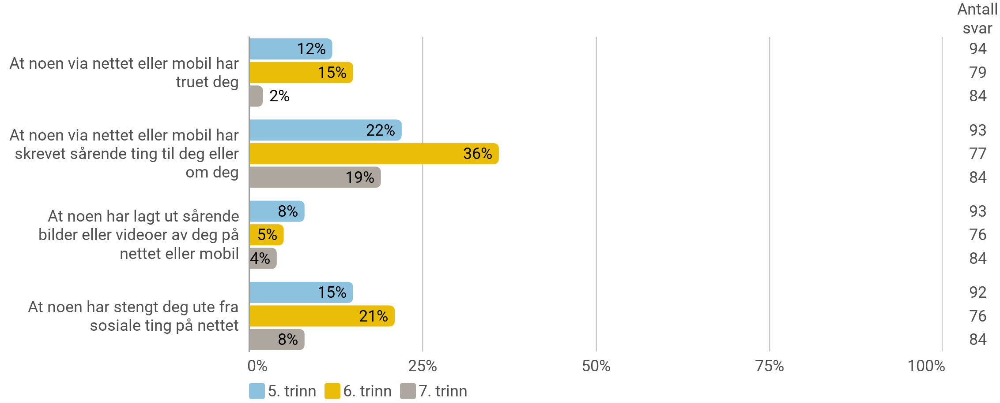 Antall
svar
At noen via nettet eller mobil har
truet deg
12%
94
15%
79
2%
84
At noen via nettet eller mobil har
skrevet sårende ting til deg eller
om deg
22%
93
36%
77
19%
84
At noen har lagt ut sårende
bilder eller videoer av deg på
nettet eller mobil
8%
93
5%
76
4%
84
At noen har stengt deg ute fra
sosiale ting på nettet
15%
92
21%
76
8%
84
0% 25% 50% 75% 100%
5. trinn 6. trinn 7. trinn